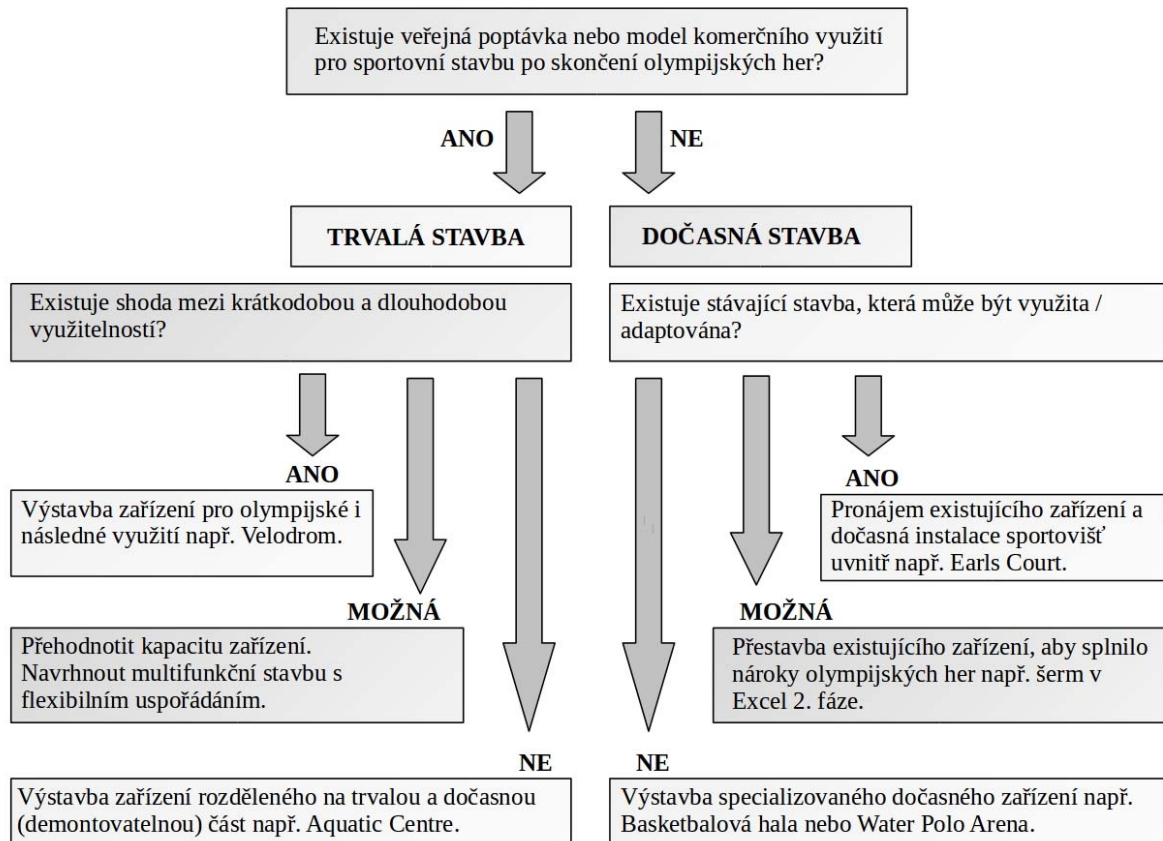 Existuje veřejná poptávka nebo model komerčního využití
pro sportovní stavbu po skončení olympijských her?
ANO
NE
TRVALÁ STAVBA
DOČASNÁ STAVBA
Existuje shoda mezi krátkodobou a dlouhodobou
využitelností?
Existuje stávající stavba, která může být využita /
adaptována?
ANO
Výstavba zařízení pro olympijské i
následné využití např. Velodrom.
ANO
Pronájem existujícího zařízení a
dočasná instalace sportovišť
uvnitř např. Earls Court.
MOŽNÁ
Přehodnotit kapacitu zařízení.
Navrhnout multifunkční stavbu s
flexibilním uspořádáním.
MOŽNÁ
Přestavba existujícího zařízení, aby splnilo
nároky olympijských her např. šerm v
Excel 2. fáze.
NE
Výstavba zařízení rozděleného na trvalou a dočasnou
(demontovatelnou) část např. Aquatic Centre.
NE
Výstavba specializovaného dočasného zařízení např.
Basketbalová hala nebo Water Polo Arena.